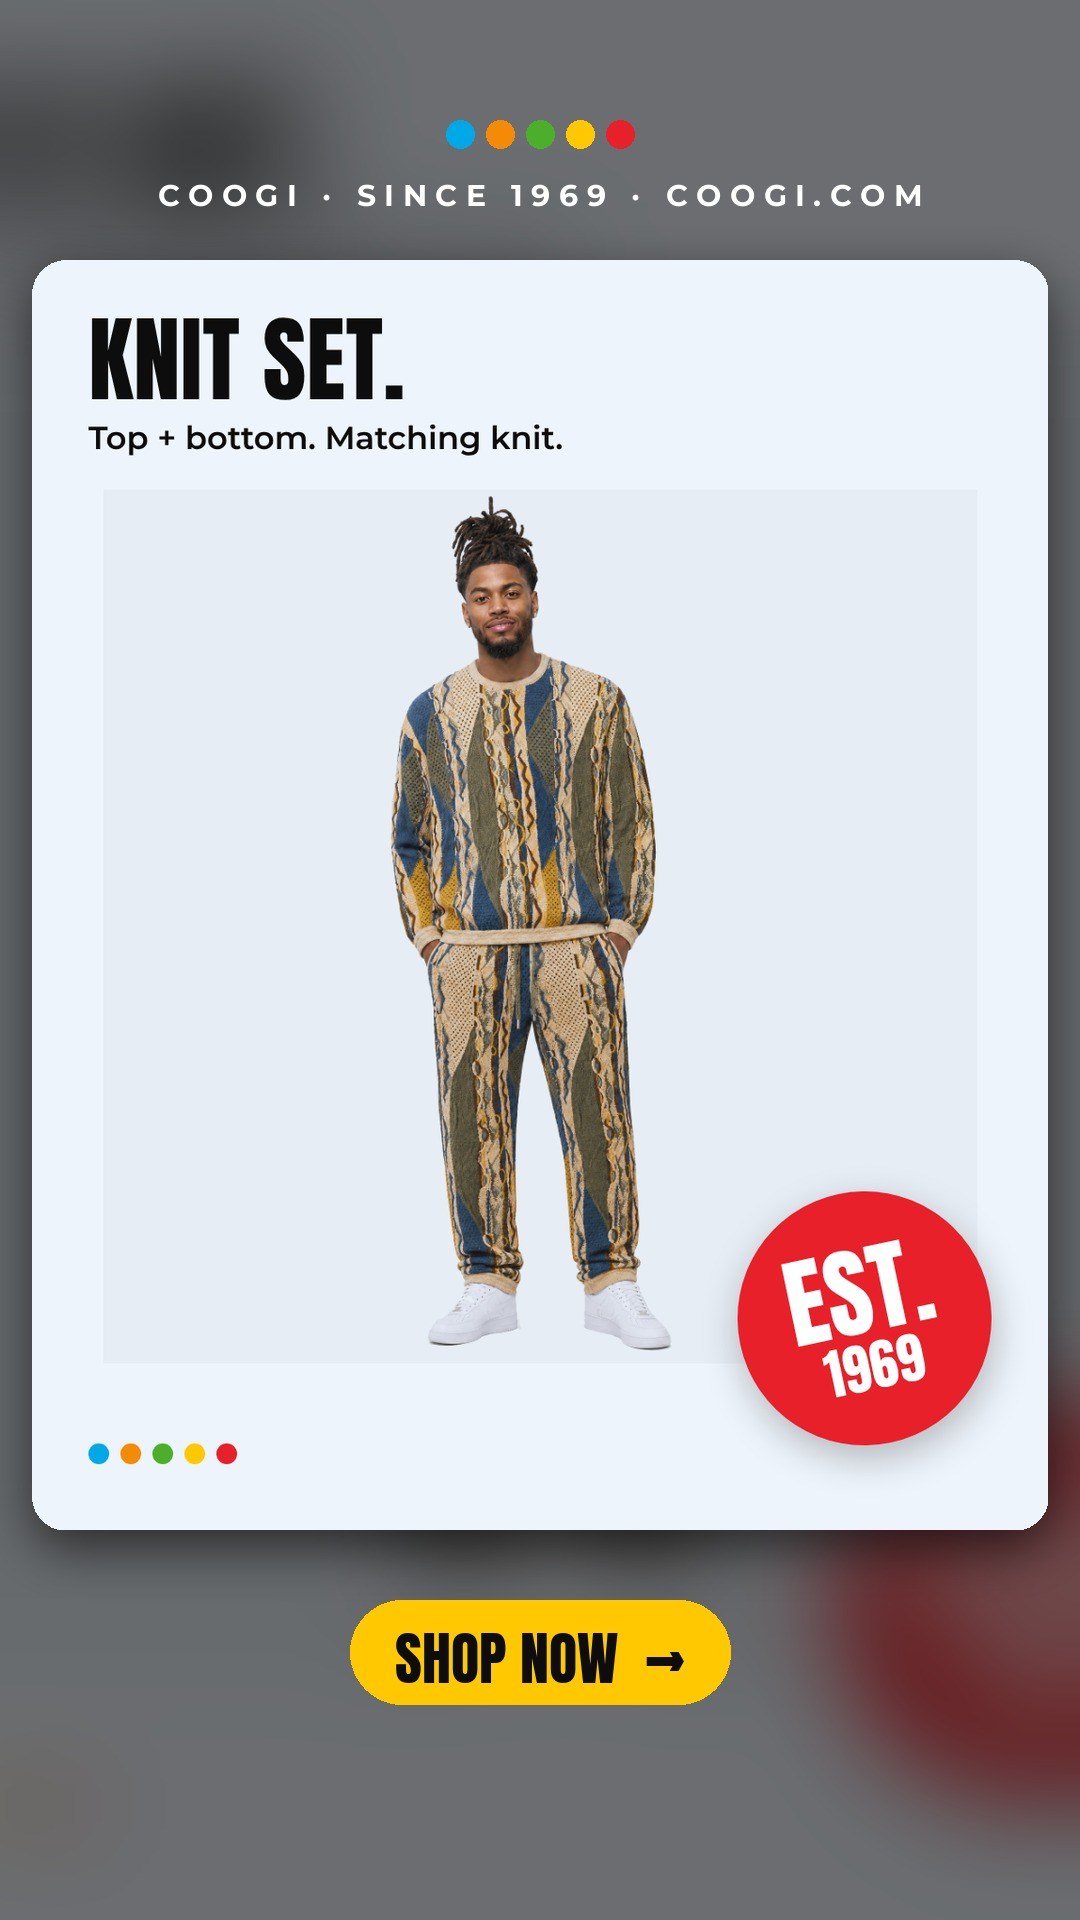 COOGI · SINCE 1969 · COOGI.COM
KNIT SET.
Top + bottom. Matching knit.
EST.
1969
SHOP NOW →